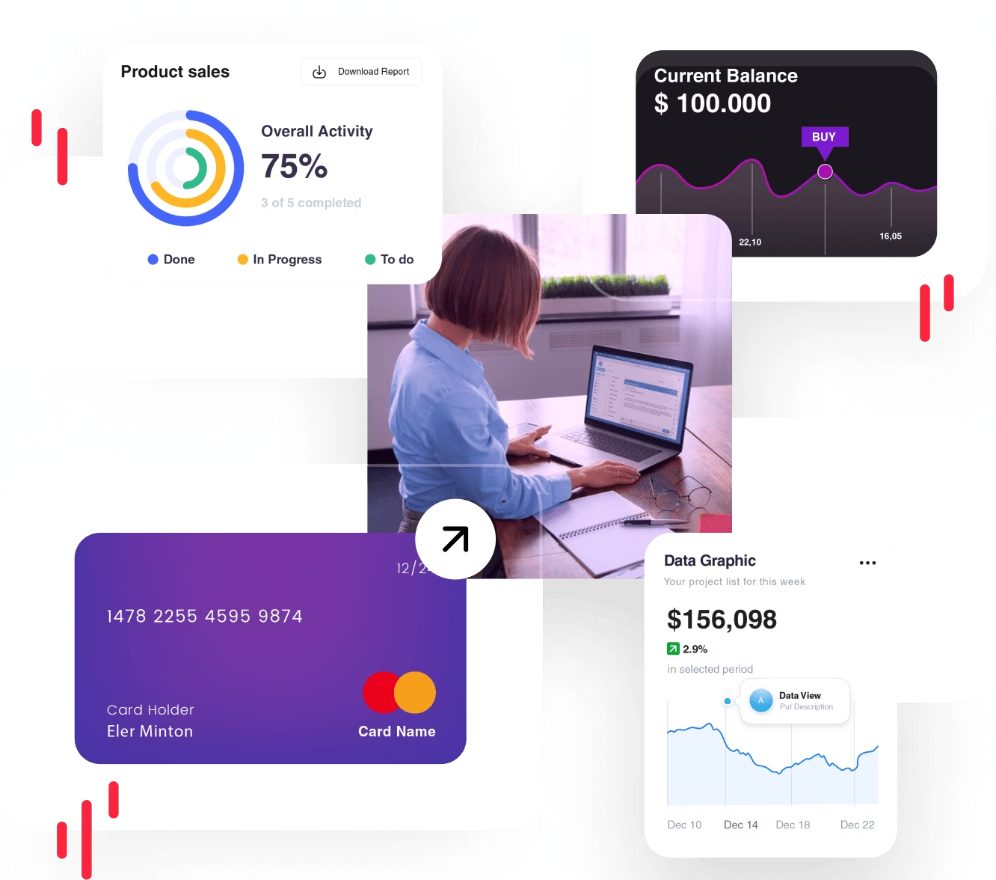 Product sales
Download Report
Overall Activity
75%
3 of 5 completed
Done
In Progress
To do
Current Balance
$ 100.000
BUY
22,10
16,05
12/2
1478 2255 4595 9874
Card Holder
Eler Minton
Card Name
Data Graphic
Your project list for this week
$156,098
2.9%
in selected period
A
Data View
Put Description
Dec 10
Dec 14
Dec 18
Dec 22